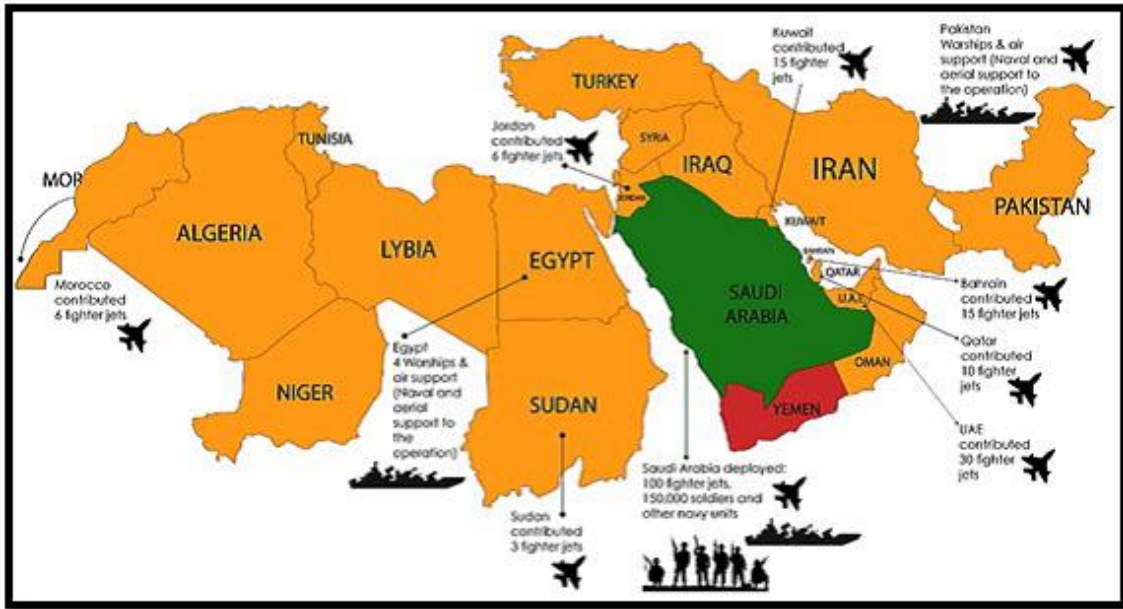 Kuwait
contributed
15 fighter
jets
Pakistan
Warships & air
support (Naval and
aerial support to
the operation)
TURKEY
Jordan
contributed
6 fighter jets
TUNISIA
SYRIA
IRAQ
IRAN
MOR
JORDAN
KUWAIT
PAKISTAN
ALGERIA
LYBIA
EGYPT
BAHRAIN
QATAR
SAUDI
ARABIA
U.A.E
Morocco
contributed
6 fighter jets
Bahrain
contributed
15 fighter jets
Egypt
4 Warships &
air support
(Naval and
aerial
support to
the
operation)
Qatar
contributed
10 fighter
jets
OMAN
NIGER
SUDAN
YEMEN
UAE
contributed
30 fighter
jets
Saudi Arabia deployed:
100 fighter jets,
150,000 soldiers and
other navy units
Sudan
contributed
3 fighter jets